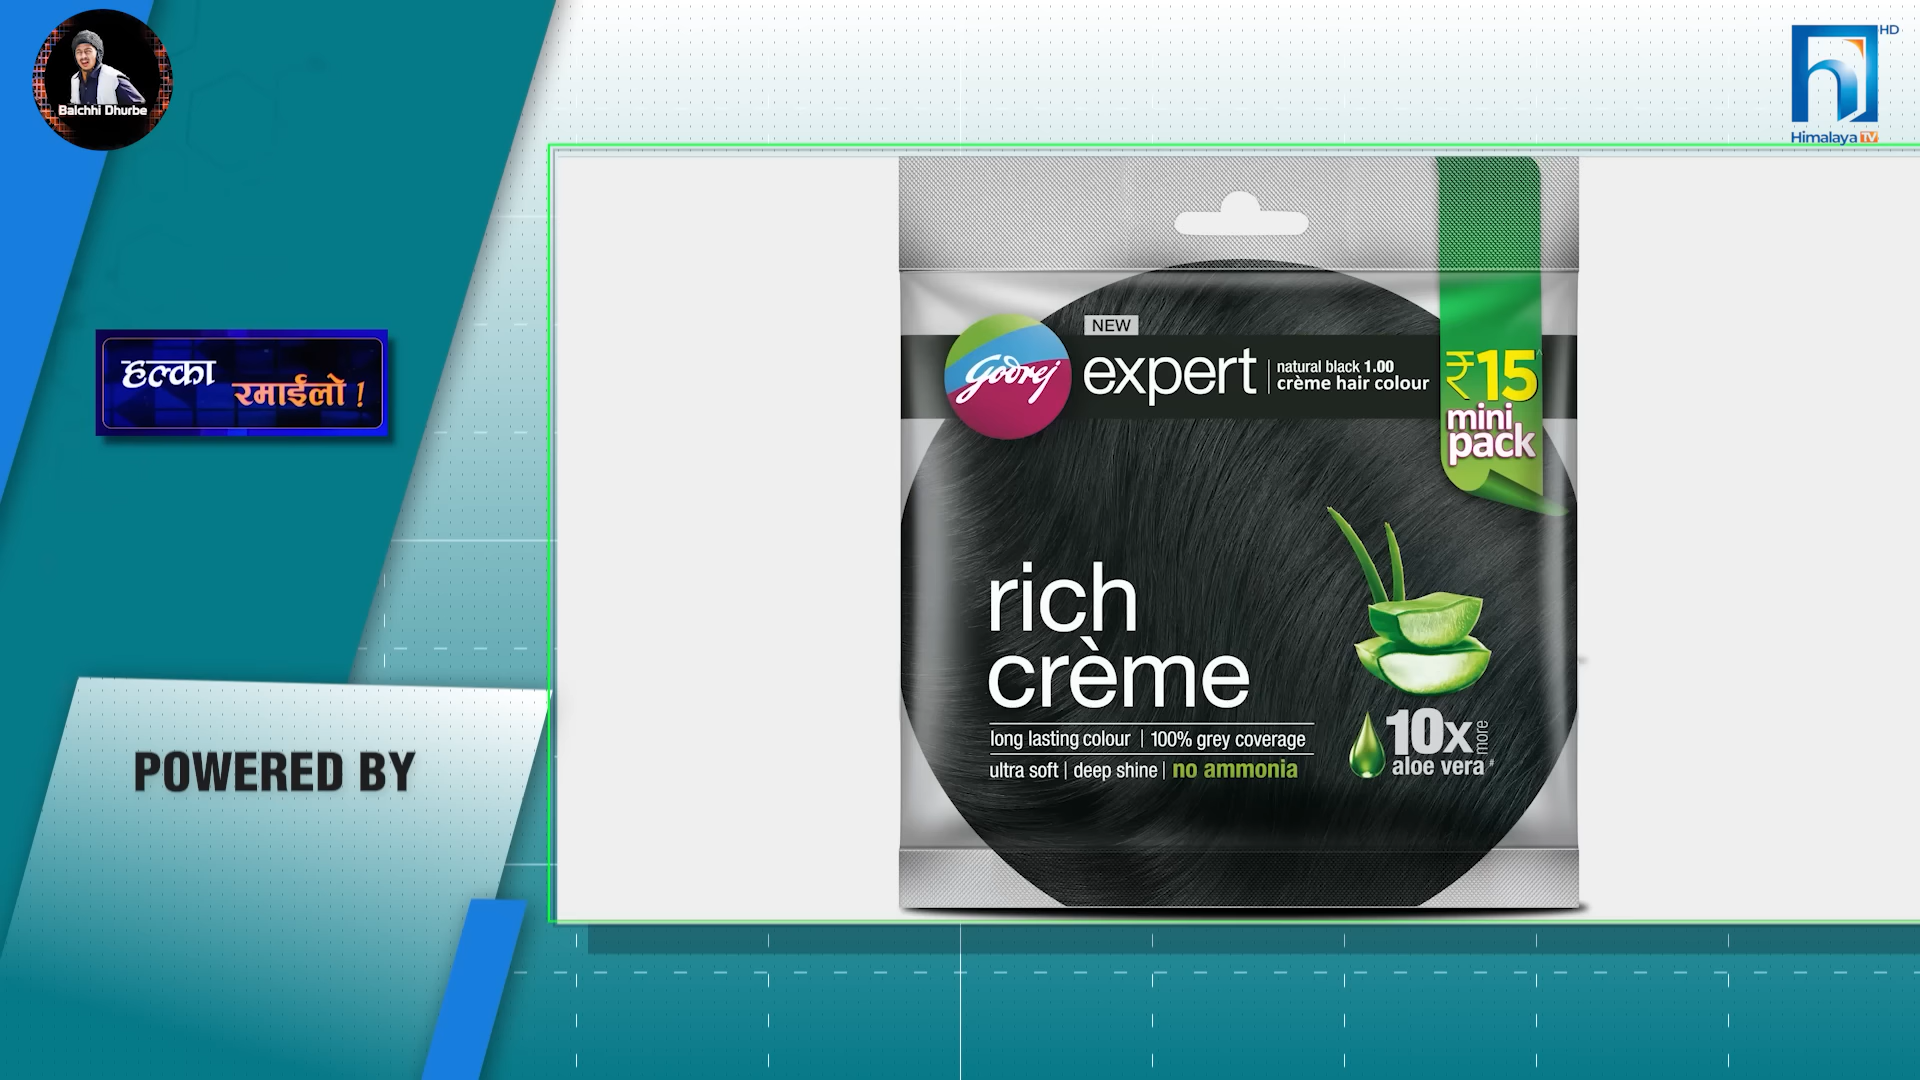 Balchhi Dhurbe
HD
Himalaya TV
हल्का
रमाईलो !
POWERED BY
NEW
Godrej
expert
natural black 1.00
crème hair colour
₹15^
mini
pack
rich
crème
long lasting colour | 100% grey coverage
ultra soft | deep shine | no ammonia
10x more
aloe vera#